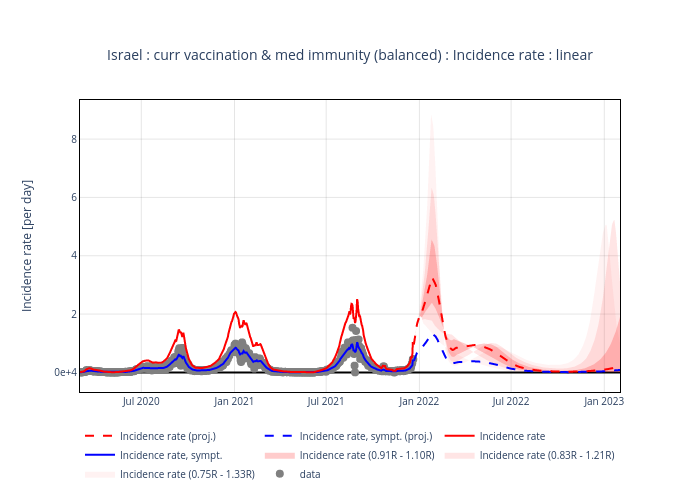 Israel : curr vaccination & med immunity (balanced) : Incidence rate : linear
Incidence rate [per day]
8
6
4
2
0e+4
Jul 2020 Jan 2021 Jul 2021 Jan 2022 Jul 2022 Jan 2023
Incidence rate (proj.) Incidence rate, sympt. (proj.) Incidence rate
Incidence rate, sympt. Incidence rate (0.91R - 1.10R) Incidence rate (0.83R - 1.21R)
Incidence rate (0.75R - 1.33R) data